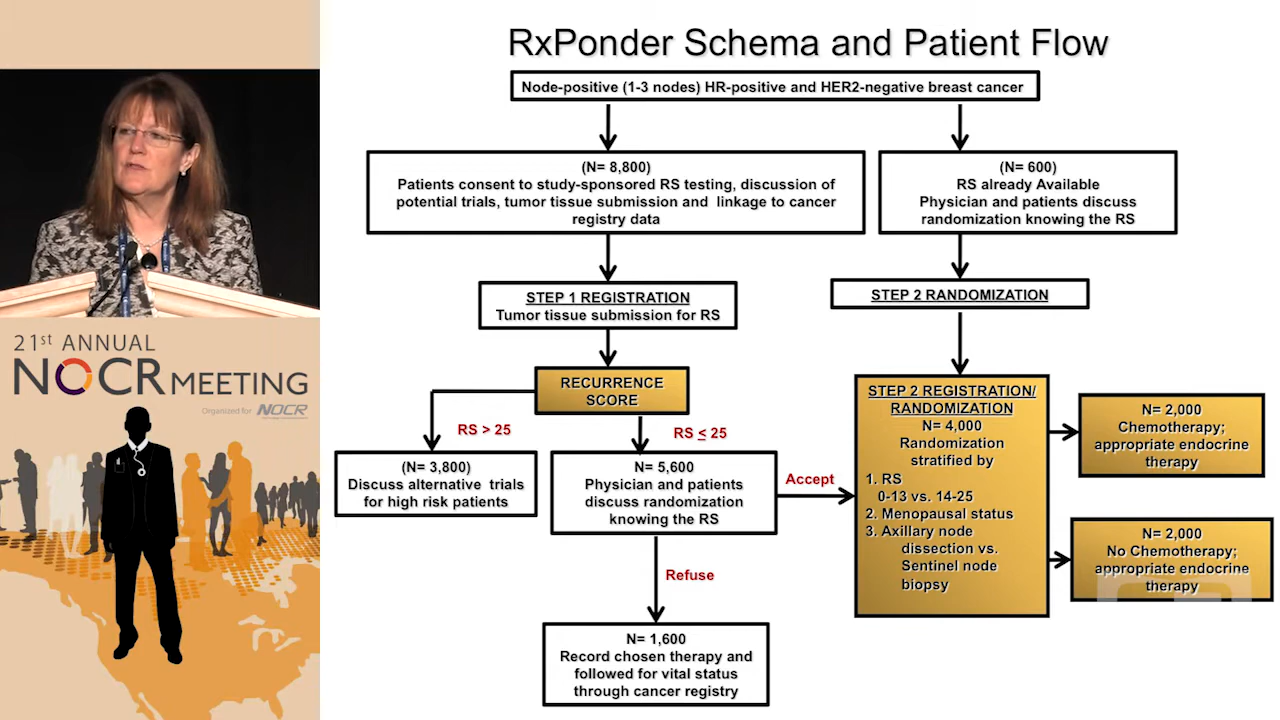 RxPonder Schema and Patient Flow
Node-positive (1-3 nodes) HR-positive and HER2-negative breast cancer
(N= 8,800)
Patients consent to study-sponsored RS testing, discussion of
potential trials, tumor tissue submission and linkage to cancer
registry data
(N= 600)
RS already Available
Physician and patients discuss
randomization knowing the RS
STEP 1 REGISTRATION
Tumor tissue submission for RS
STEP 2 RANDOMIZATION
RECURRENCE
SCORE
RS > 25
RS ≤ 25
(N= 3,800)
Discuss alternative trials
for high risk patients
N= 5,600
Physician and patients
discuss randomization
knowing the RS
Accept
Refuse
N= 1,600
Record chosen therapy and
followed for vital status
through cancer registry
STEP 2 REGISTRATION/
RANDOMIZATION
N= 4,000
Randomization
stratified by
1. RS
0-13 vs. 14-25
2. Menopausal status
3. Axillary node
dissection vs.
Sentinel node
biopsy
N= 2,000
Chemotherapy;
appropriate endocrine
therapy
N= 2,000
No Chemotherapy;
appropriate endocrine
therapy
21st ANNUAL
NOCR MEETING
Organized for NOCR